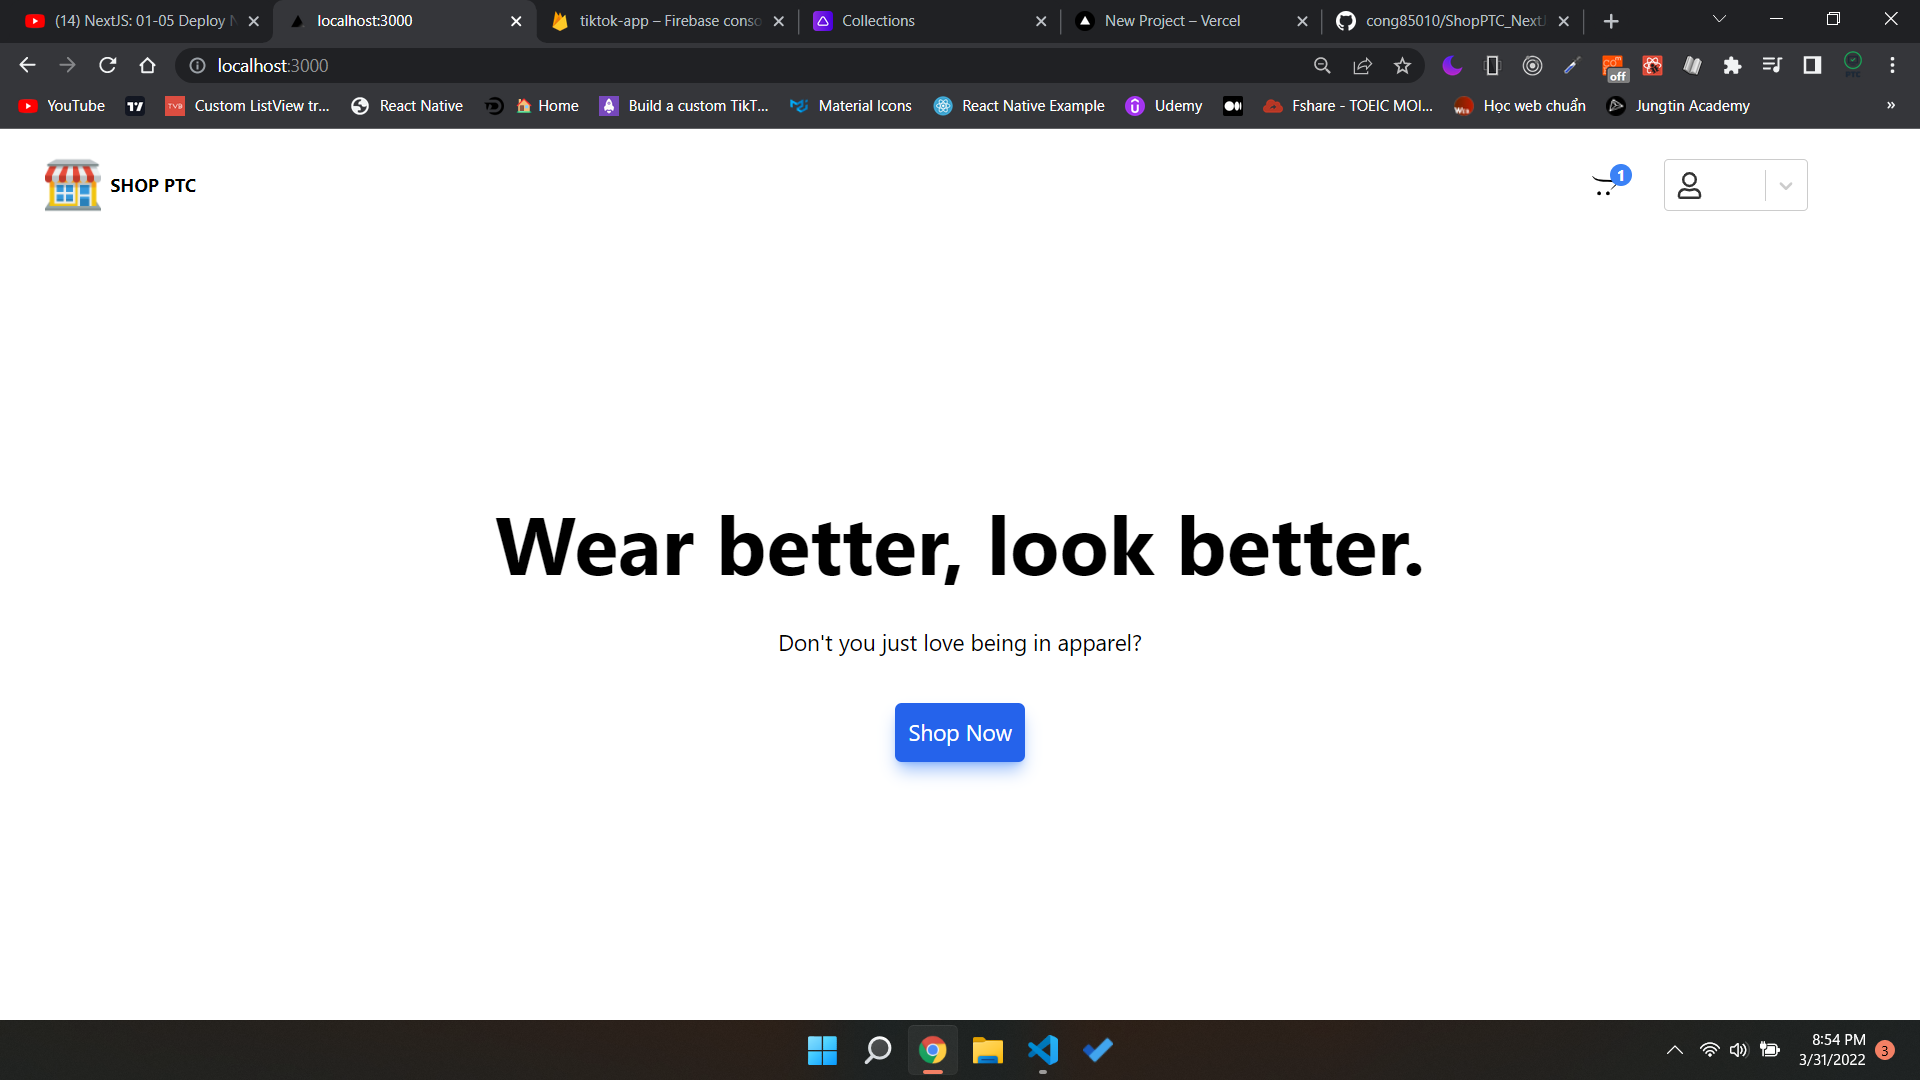 (14) NextJS: 01-05 Deploy N
localhost:3000
tiktok-app – Firebase conso
Collections
New Project – Vercel
cong85010/ShopPTC_NextJ
localhost:3000
off
PTC
YouTube
TVB
Custom ListView tr...
React Native
Home
Build a custom TikT...
Material Icons
React Native Example
Udemy
Fshare - TOEIC MOI...
Học web chuẩn
Jungtin Academy
»
SHOP PTC
1
Wear better, look better.
Don't you just love being in apparel?
Shop Now
8:54 PM
3/31/2022
3